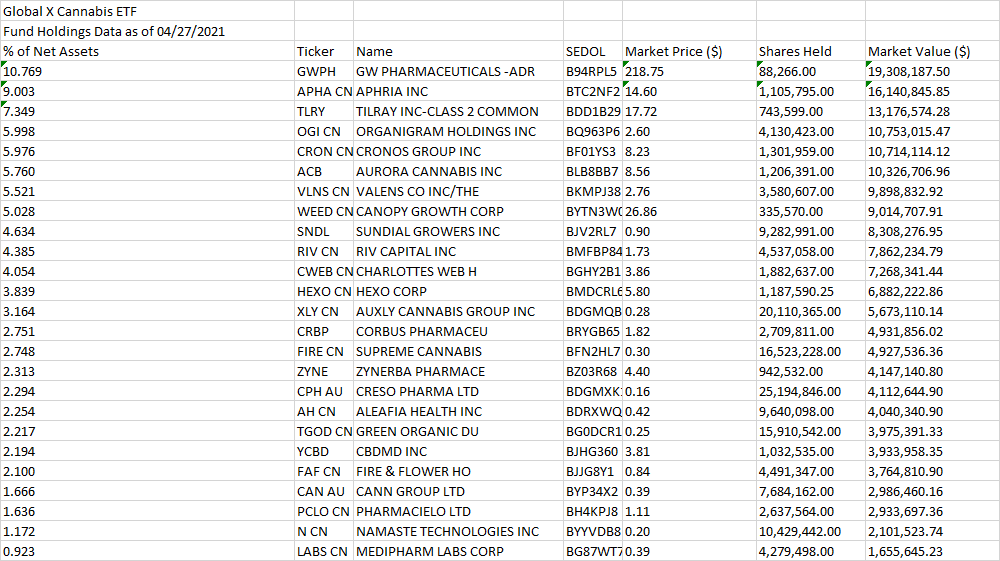 Global X Cannabis ETF
Fund Holdings Data as of 04/27/2021
% of Net Assets Ticker Name SEDOL Market Price ($) Shares Held Market Value ($)
10.769 GWPH GW PHARMACEUTICALS -ADR B94RPL5 218.75 88,266.00 19,308,187.50
9.003 APHA CN APHRIA INC BTC2NF2 14.60 1,105,795.00 16,140,845.85
7.349 TLRY TILRAY INC-CLASS 2 COMMON BDD1B29 17.72 743,599.00 13,176,574.28
5.998 OGI CN ORGANIGRAM HOLDINGS INC BQ963P6 2.60 4,130,423.00 10,753,015.47
5.976 CRON CN CRONOS GROUP INC BF01YS3 8.23 1,301,959.00 10,714,114.12
5.760 ACB AURORA CANNABIS INC BLB8BB7 8.56 1,206,391.00 10,326,706.96
5.521 VLNS CN VALENS CO INC/THE BKMPJ38 2.76 3,580,607.00 9,898,832.92
5.028 WEED CN CANOPY GROWTH CORP BYTN3W 26.86 335,570.00 9,014,707.91
4.634 SNDL SUNDIAL GROWERS INC BJV2RL7 0.90 9,282,991.00 8,308,276.95
4.385 RIV CN RIV CAPITAL INC BMFBP84 1.73 4,537,058.00 7,862,234.79
4.054 CWEB CN CHARLOTTES WEB H BGHY2B1 3.86 1,882,637.00 7,268,341.44
3.839 HEXO CN HEXO CORP BMDCRL6 5.80 1,187,590.25 6,882,222.86
3.164 XLY CN AUXLY CANNABIS GROUP INC BDGMQB 0.28 20,110,365.00 5,673,110.14
2.751 CRBP CORBUS PHARMACEU BRYGB65 1.82 2,709,811.00 4,931,856.02
2.748 FIRE CN SUPREME CANNABIS BFN2HL7 0.30 16,523,228.00 4,927,536.36
2.313 ZYNE ZYNERBA PHARMACE BZ03R68 4.40 942,532.00 4,147,140.80
2.294 CPH AU CRESO PHARMA LTD BDGMXK 0.16 25,194,846.00 4,112,644.90
2.254 AH CN ALEAFIA HEALTH INC BDRXWQ 0.42 9,640,098.00 4,040,340.90
2.217 TGOD CN GREEN ORGANIC DU BG0DCR1 0.25 15,910,542.00 3,975,391.33
2.194 YCBD CBDMD INC BJHG360 3.81 1,032,535.00 3,933,958.35
2.100 FAF CN FIRE & FLOWER HO BJJG8Y1 0.84 4,491,347.00 3,764,810.90
1.666 CAN AU CANN GROUP LTD BYP34X2 0.39 7,684,162.00 2,986,460.16
1.636 PCLO CN PHARMACIELO LTD BH4KPJ8 1.11 2,637,564.00 2,933,697.36
1.172 N CN NAMASTE TECHNOLOGIES INC BYYVDB8 0.20 10,429,442.00 2,101,523.74
0.923 LABS CN MEDIPHARM LABS CORP BG87WT7 0.39 4,279,498.00 1,655,645.23